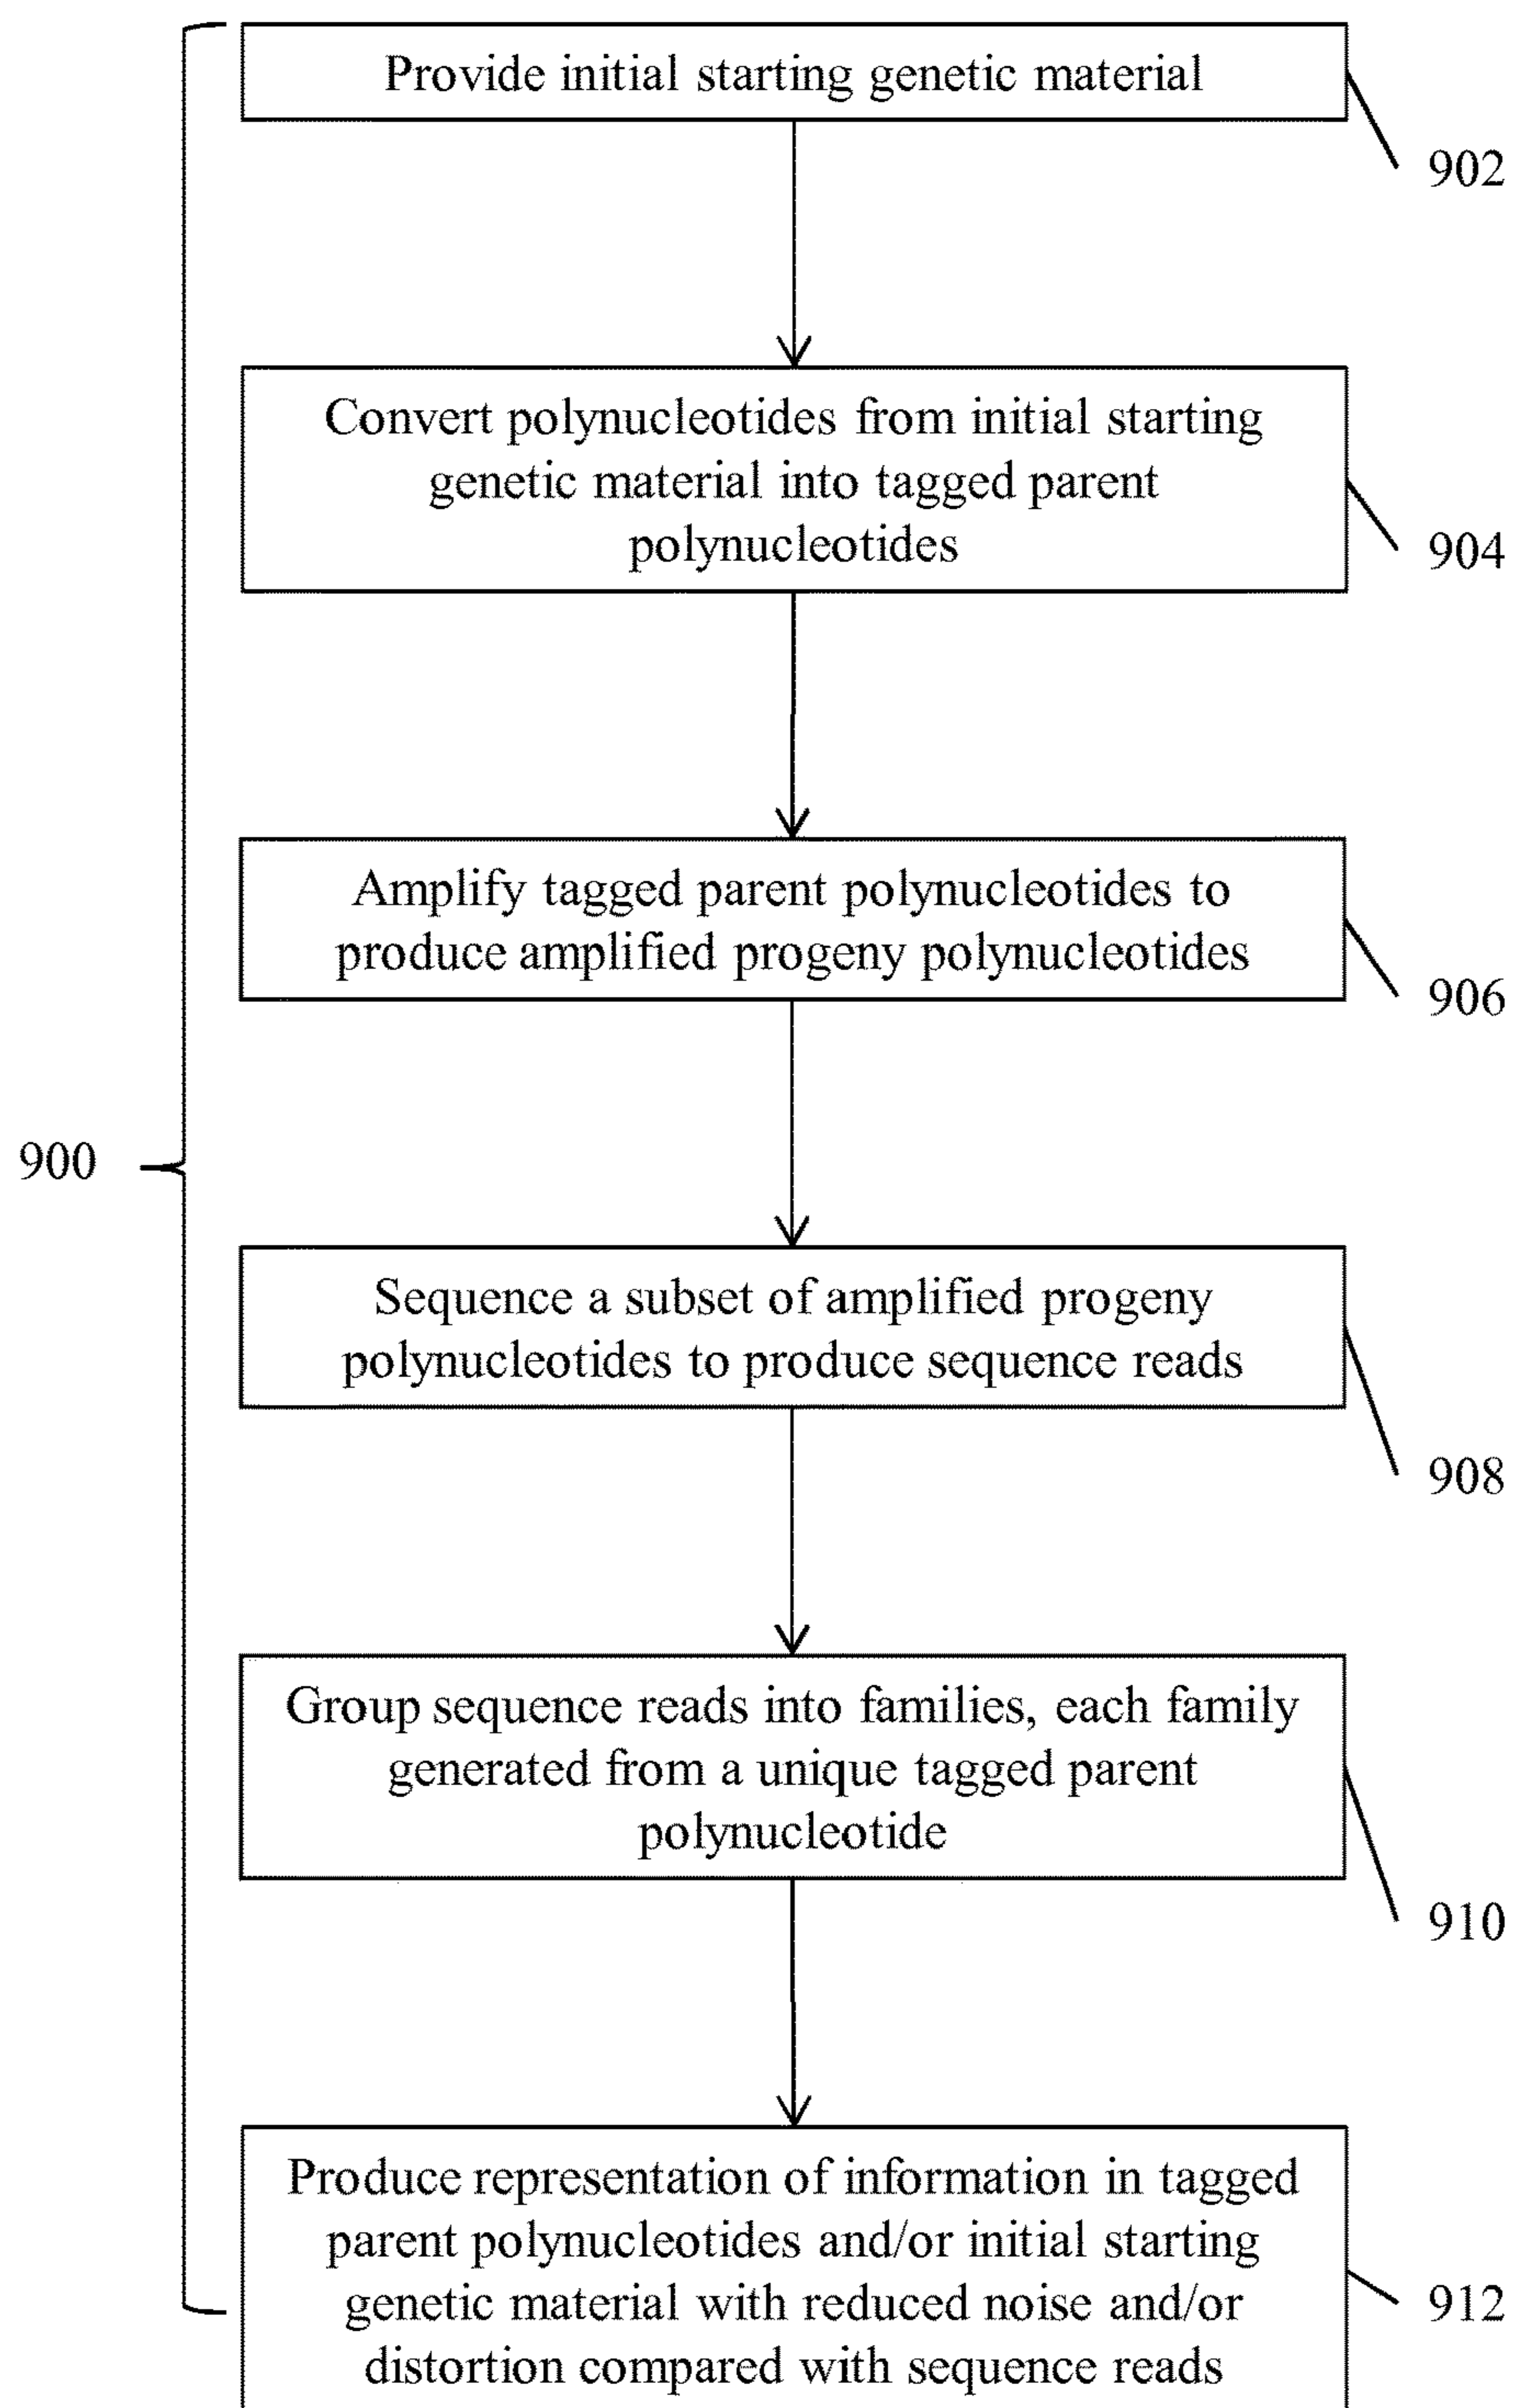 Provide initial starting genetic material
902
Convert polynucleotides from initial starting
genetic material into tagged parent
polynucleotides
904
Amplify tagged parent polynucleotides to
produce amplified progeny polynucleotides
906
900
Sequence a subset of amplified progeny
polynucleotides to produce sequence reads
908
Group sequence reads into families, each family
generated from a unique tagged parent
polynucleotide
910
Produce representation of information in tagged
parent polynucleotides and/or initial starting
genetic material with reduced noise and/or
distortion compared with sequence reads
912